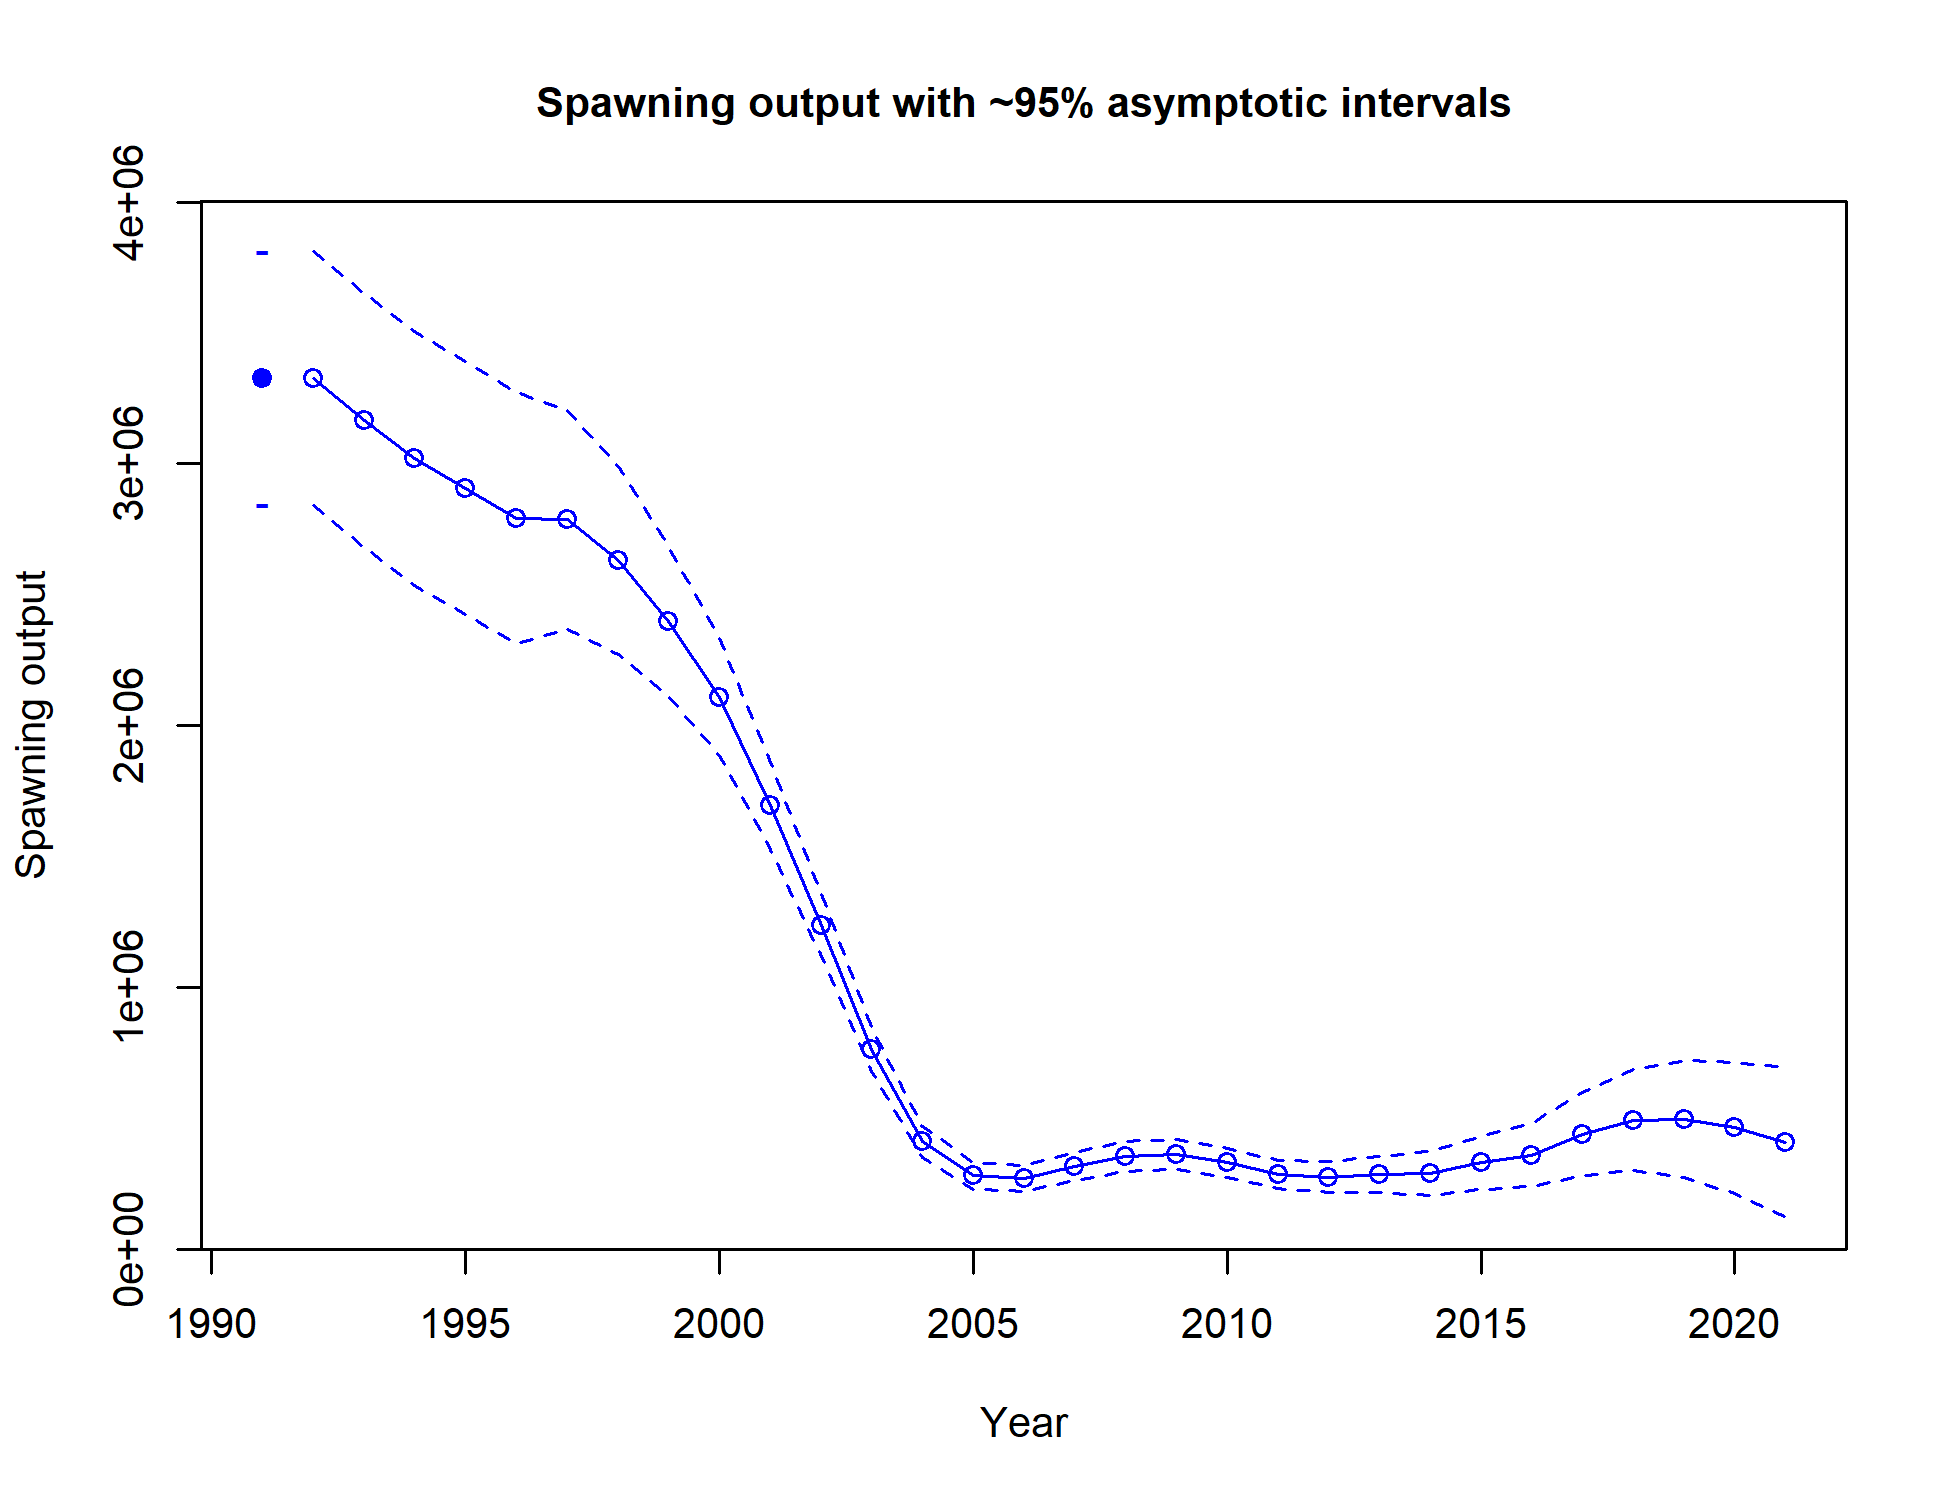 Spawning output with ~95% asymptotic intervals
4e+06
3e+06
2e+06
1e+06
0e+00
Spawning output
1990 1995 2000 2005 2010 2015 2020
Year